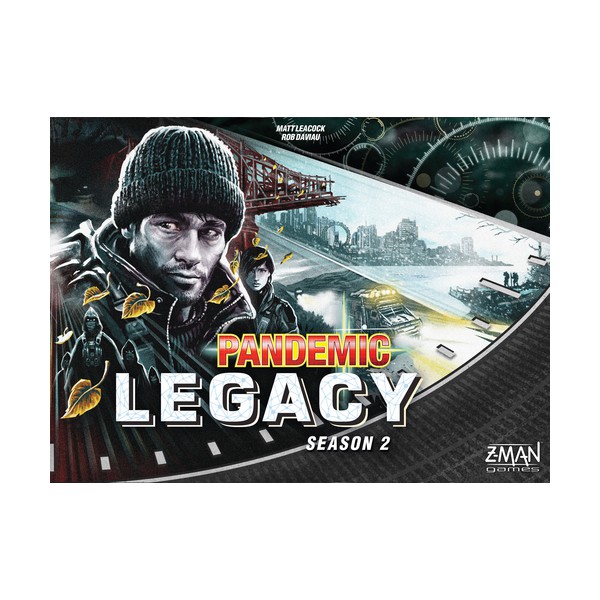 MATT LEACOCK
ROB DAVIAU
PANDEMIC
LEGACY
SEASON 2
Z-MAN
games